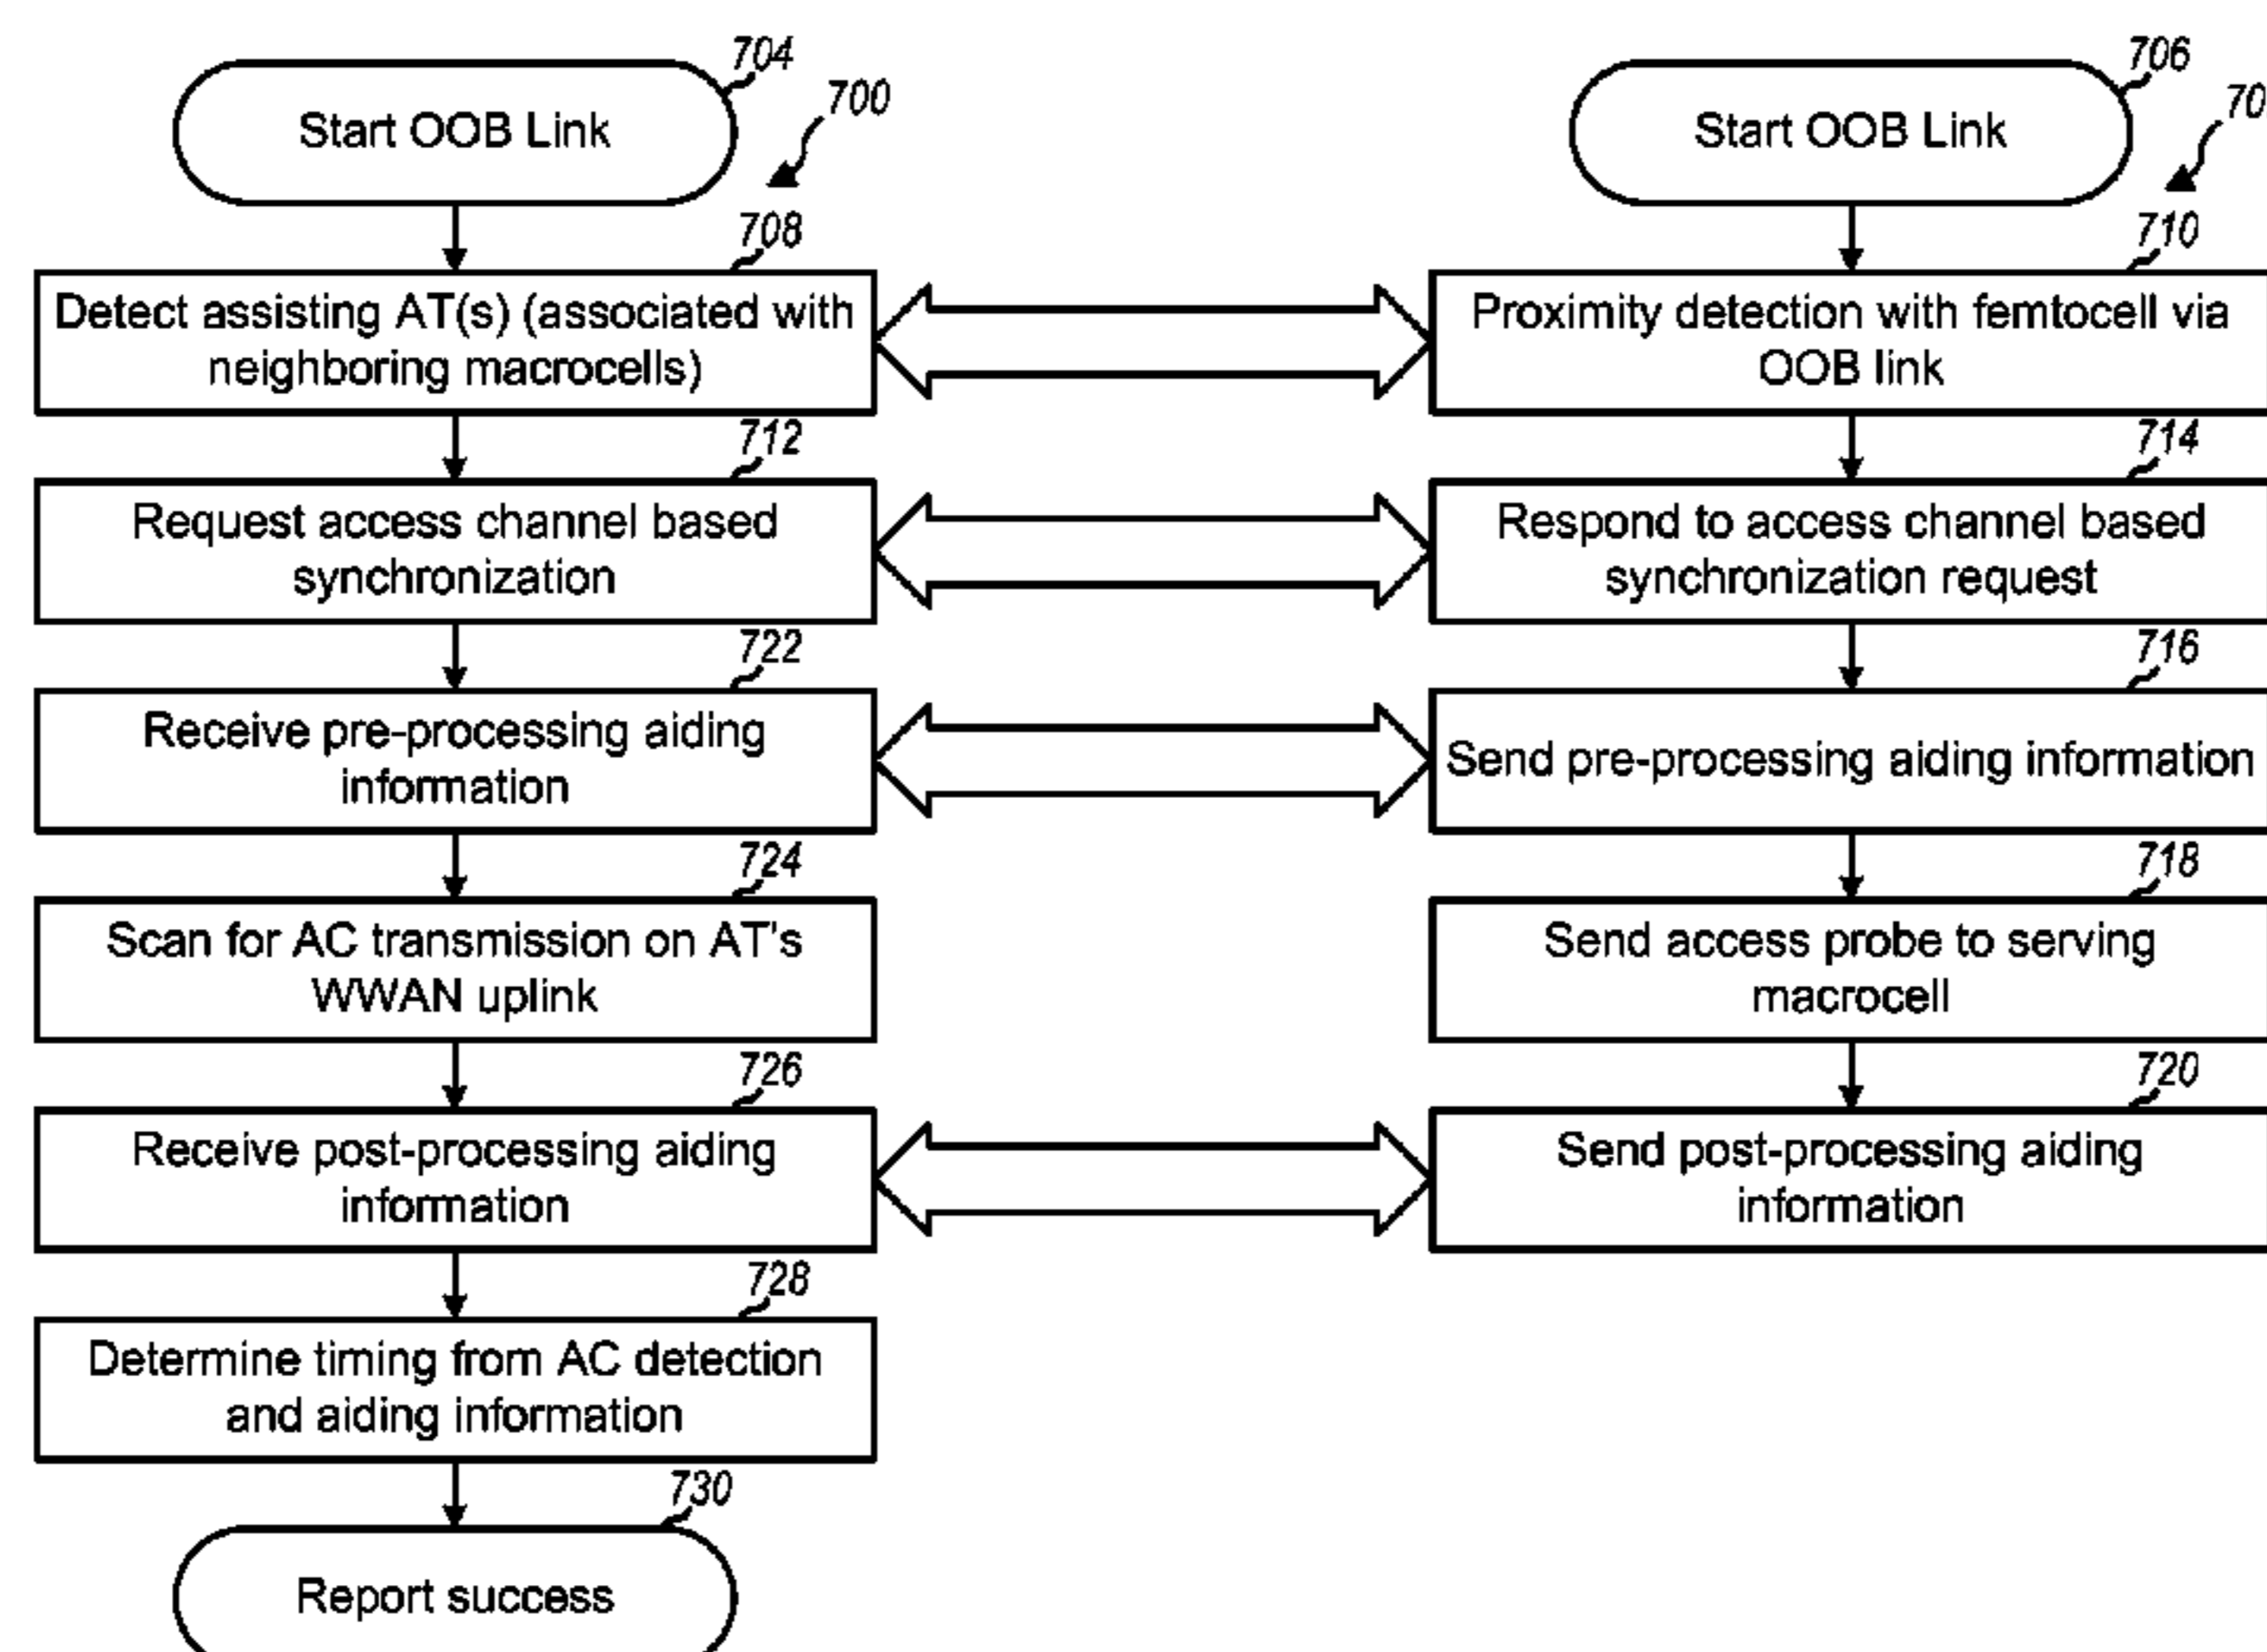 704
Start OOB Link
700
708
Detect assisting AT(s) (associated with
neighboring macrocells)
712
Request access channel based
synchronization
722
Receive pre-processing aiding
information
724
Scan for AC transmission on AT's
WWAN uplink
726
Receive post-processing aiding
information
728
Determine timing from AC detection
and aiding information
730
Report success
706
Start OOB Link
70
710
Proximity detection with femtocell via
OOB link
714
Respond to access channel based
synchronization request
716
Send pre-processing aiding information
718
Send access probe to serving
macrocell
720
Send post-processing aiding
information